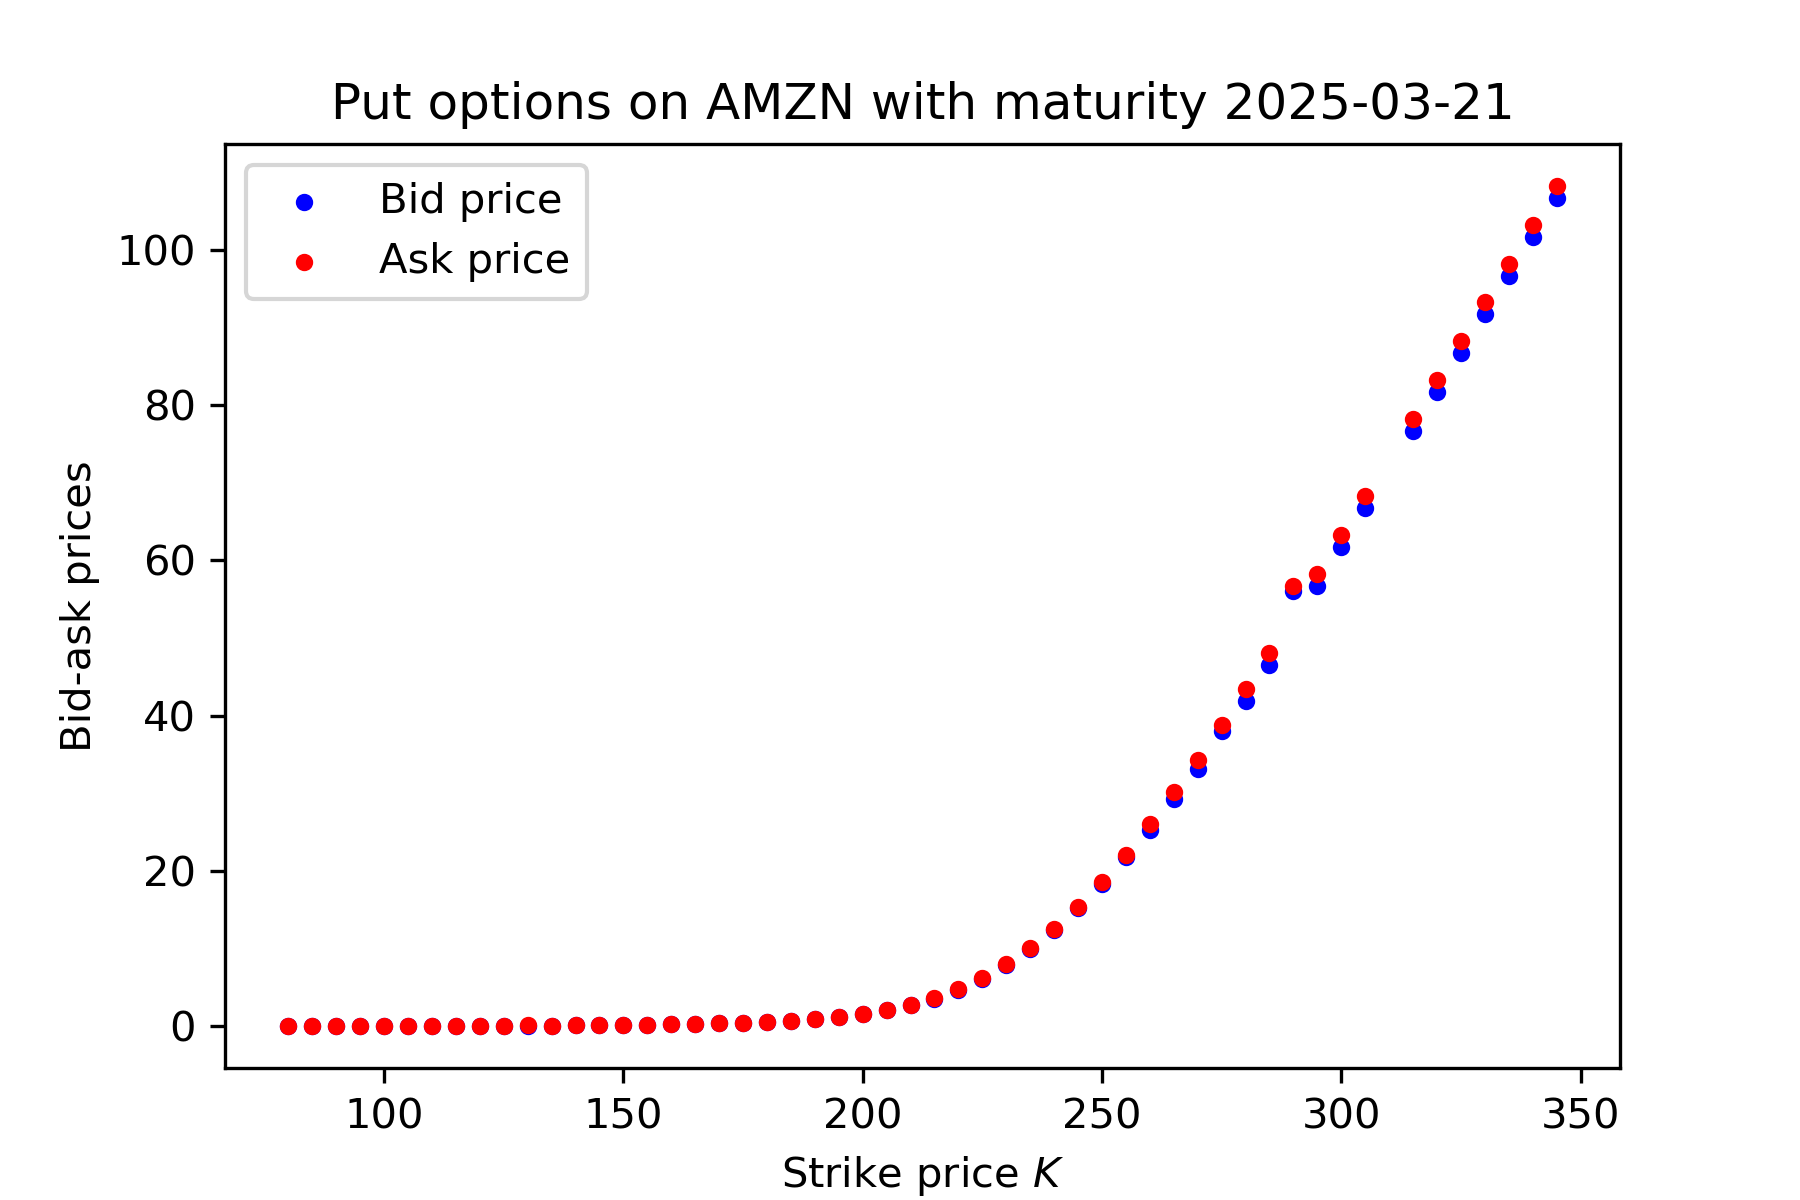 Put options on AMZN with maturity 2025-03-21
Bid price
Ask price
100
80
60
40
20
0
Bid-ask prices
100 150 200 250 300 350
Strike price K